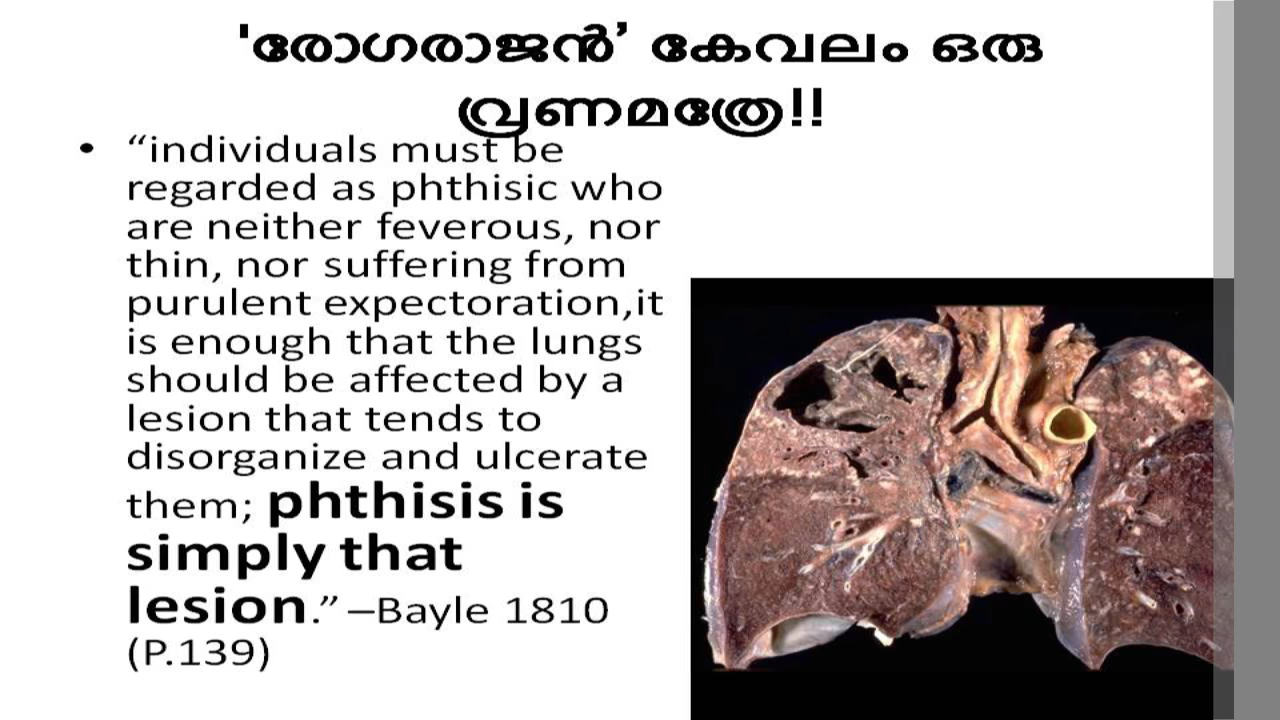 'രോഗരാജൻ’ കേവലം ഒരു
വ്രണമത്രേ!!
• “individuals must be
regarded as phthisic who
are neither feverous, nor
thin, nor suffering from
purulent expectoration,it
is enough that the lungs
should be affected by a
lesion that tends to
disorganize and ulcerate
them; phthisis is
simply that
lesion.” –Bayle 1810
(P.139)